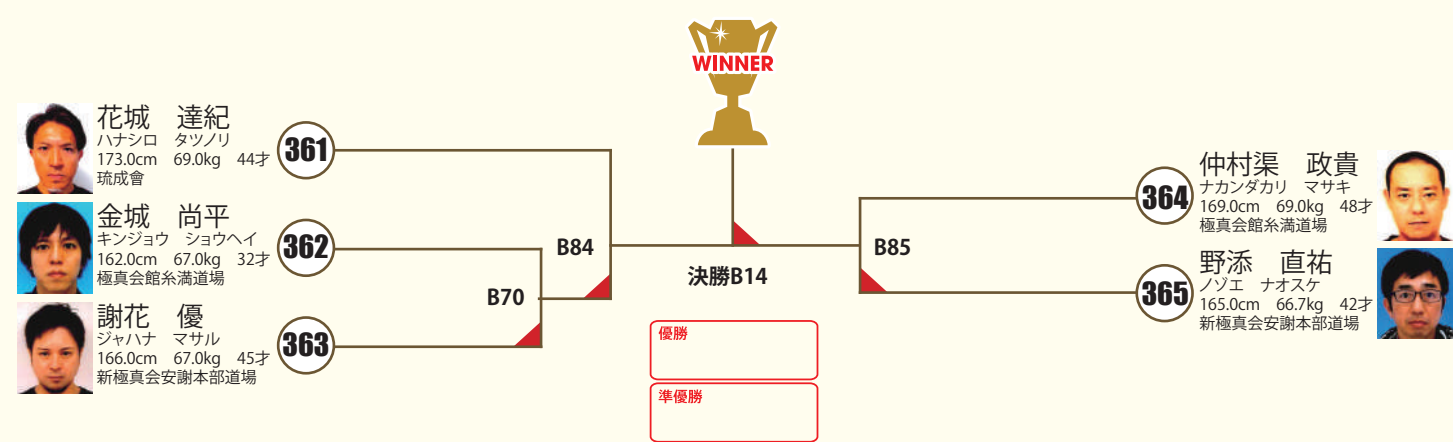 WINNER
花城　達紀
ハナシロ　タツノリ
173.0cm　69.0kg　44才
琉成會
361
金城　尚平
キンジョウ　ショウヘイ
162.0cm　67.0kg　32才
極真会館糸満道場
362
謝花　優
ジャハナ　マサル
166.0cm　67.0kg　45才
新極真会安謝本部道場
363
B70
B84
決勝B14
優勝
準優勝
B85
364
仲村渠　政貴
ナカンダカリ　マサキ
169.0cm　69.0kg　48才
極真会館糸満道場
365
野添　直祐
ノゾエ　ナオスケ
165.0cm　66.7kg　42才
新極真会安謝本部道場